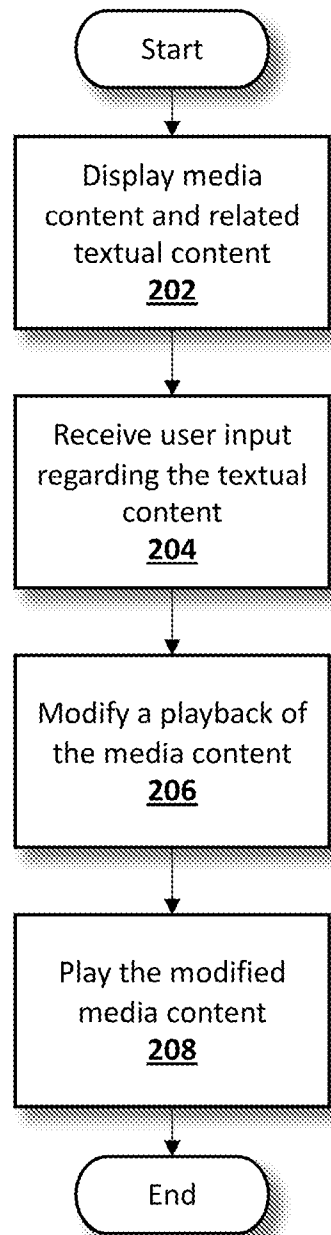 Start
Display media
content and related
textual content
202
Receive user input
regarding the textual
content
204
Modify a playback of
the media content
206
Play the modified
media content
208
End